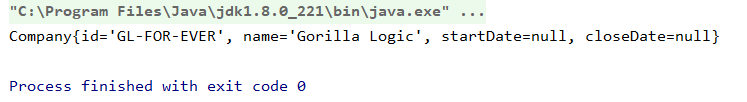 "C:\Program Files\Java\jdk1.8.0_221\bin\java.exe" ...
Company{id='GL-FOR-EVER', name='Gorilla Logic', startDate=null, closeDate=null}
Process finished with exit code 0